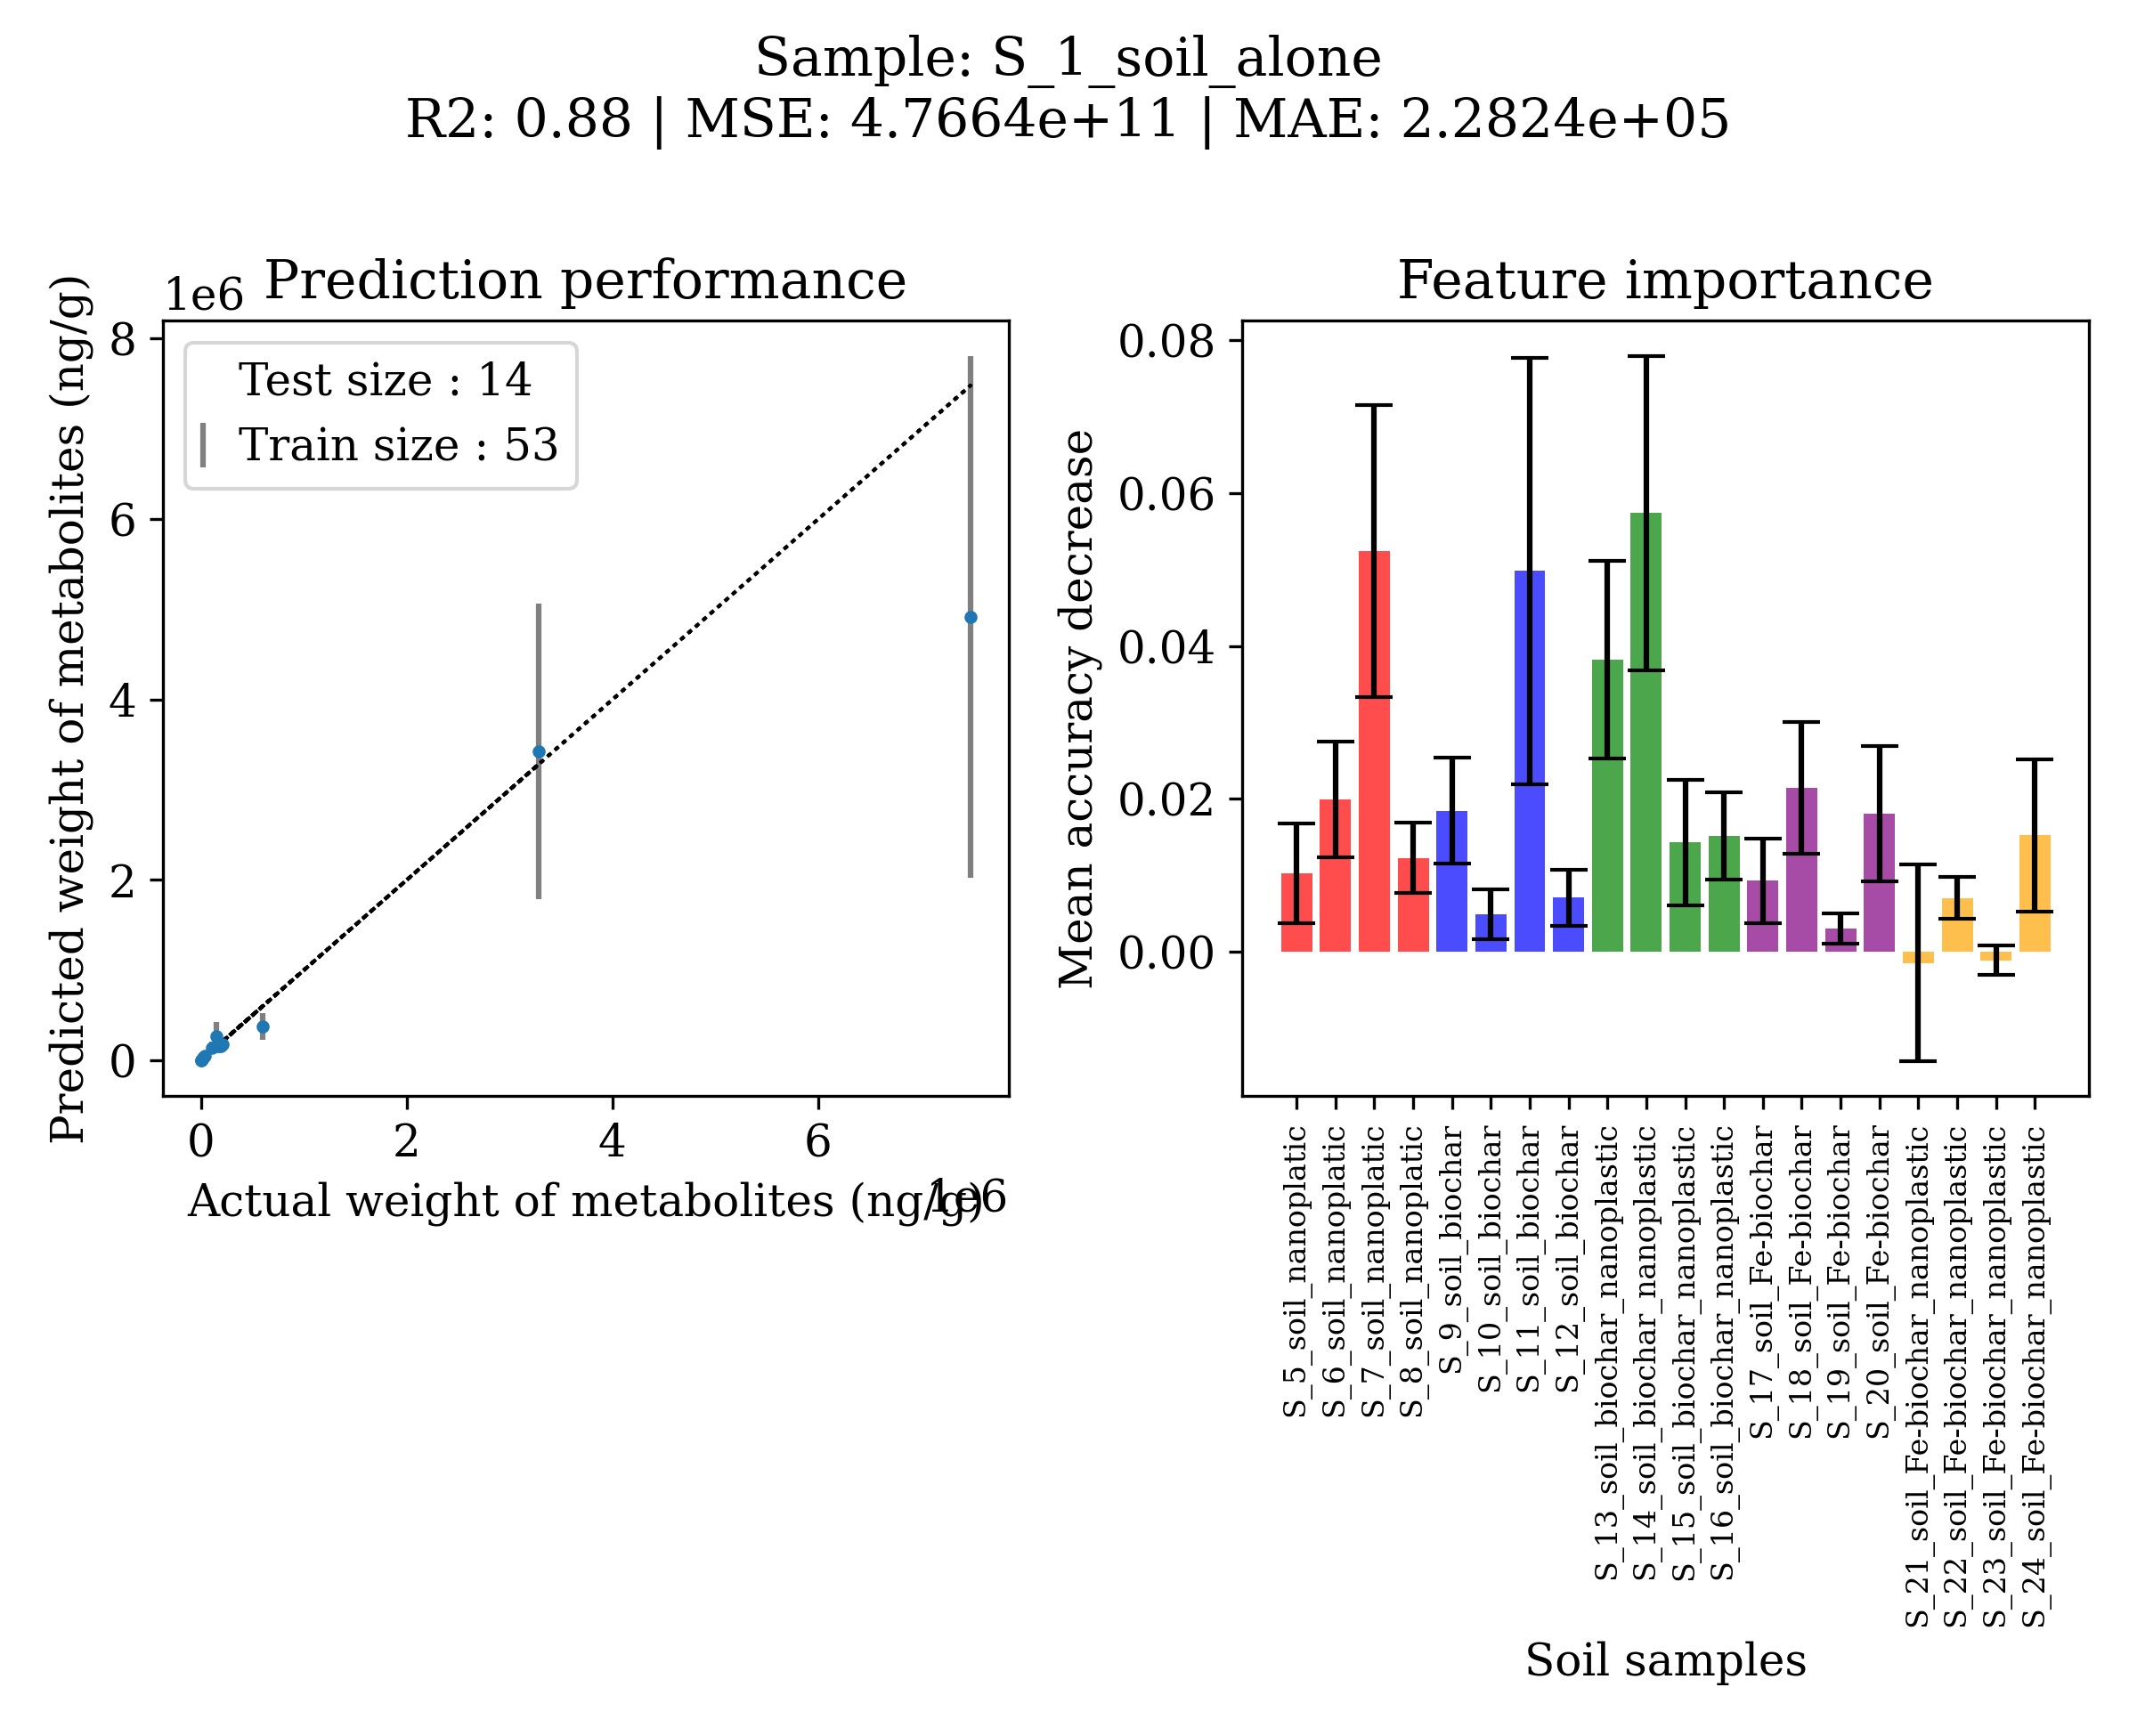 Sample: S_1_soil_alone
R2: 0.88 | MSE: 4.7664e+11 | MAE: 2.2824e+05
Prediction performance
1e6
Predicted weight of metabolites (ng/g)
8
6
4
2
0
Test size : 14
Train size : 53
0
2
4
6
Actual weight of metabolites (ng/g)
1e6
Feature importance
Mean accuracy decrease
0.08
0.06
0.04
0.02
0.00
S_5_soil_nanoplatic
S_6_soil_nanoplatic
S_7_soil_nanoplatic
S_8_soil_nanoplatic
S_9_soil_biochar
S_10_soil_biochar
S_11_soil_biochar
S_12_soil_biochar
S_13_soil_biochar_nanoplastic
S_14_soil_biochar_nanoplastic
S_15_soil_biochar_nanoplastic
S_16_soil_biochar_nanoplastic
S_17_soil_Fe-biochar
S_18_soil_Fe-biochar
S_19_soil_Fe-biochar
S_20_soil_Fe-biochar
S_21_soil_Fe-biochar_nanoplastic
S_22_soil_Fe-biochar_nanoplastic
S_23_soil_Fe-biochar_nanoplastic
S_24_soil_Fe-biochar_nanoplastic
Soil samples